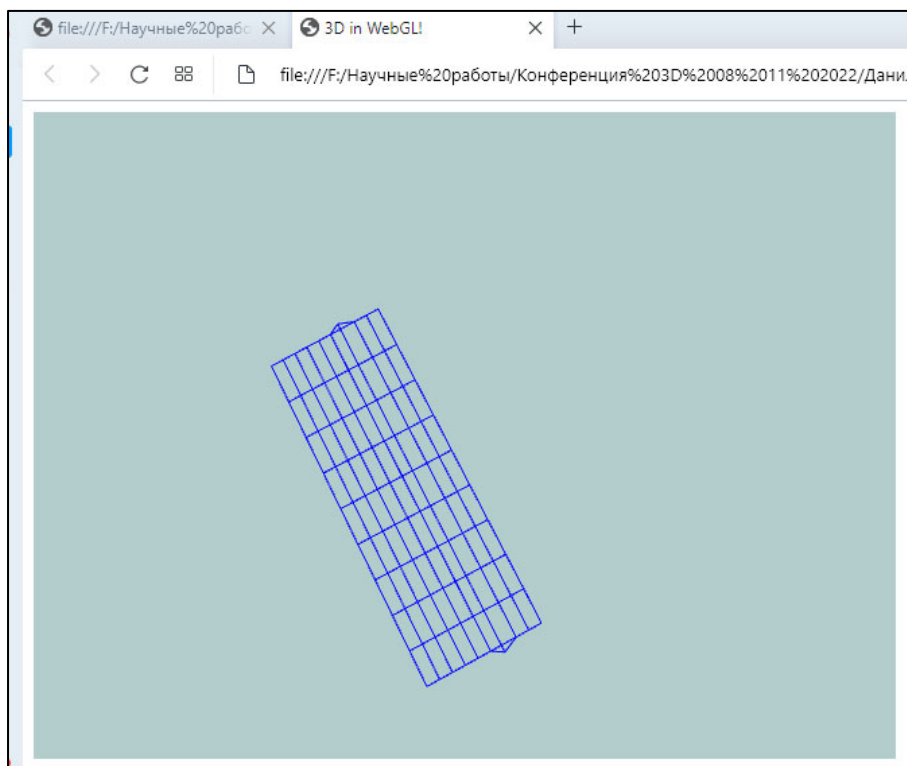 file:///F:/Научные%20рабо
3D in WebGL!
file:///F:/Научные%20работы/Конференция%203D%2008%2011%202022/Дани